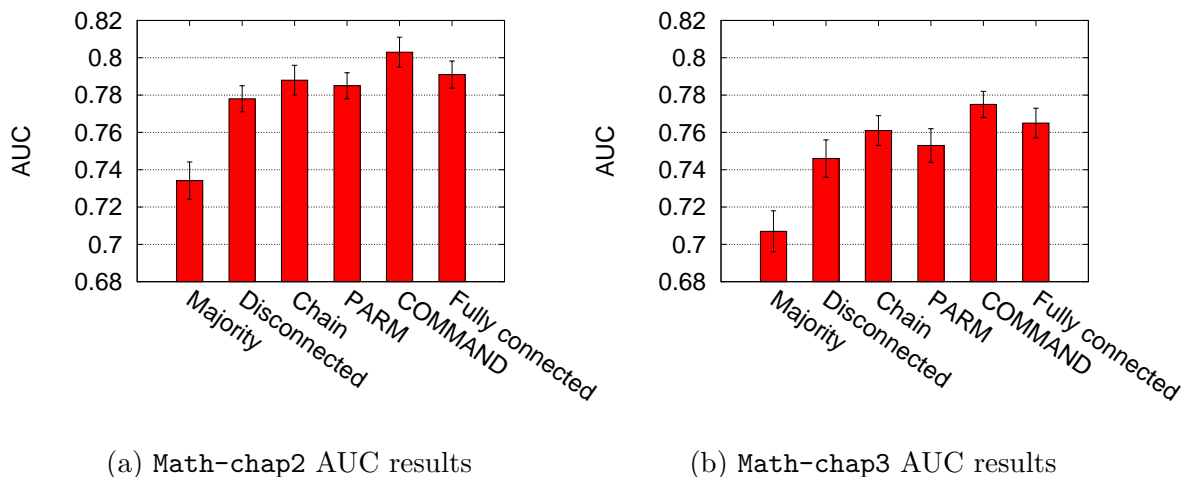 0.82
0.8
0.78
0.76
0.74
0.72
0.7
0.68
AUC
Majority
Disconnected
Chain
PARM
COMMAND
Fully connected
(a) Math-chap2 AUC results
0.82
0.8
0.78
0.76
0.74
0.72
0.7
0.68
AUC
Majority
Disconnected
Chain
PARM
COMMAND
Fully connected
(b) Math-chap3 AUC results